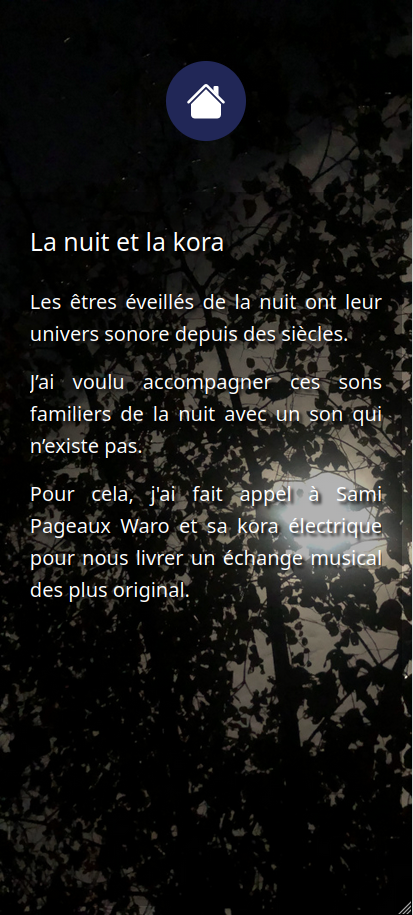 La nuit et la kora
Les êtres éveillés de la nuit ont leur
univers sonore depuis des siècles.
J’ai voulu accompagner ces sons
familiers de la nuit avec un son qui
n’existe pas.
Pour cela, j'ai fait appel à Sami
Pageaux Waro et sa kora électrique
pour nous livrer un échange musical
des plus original.